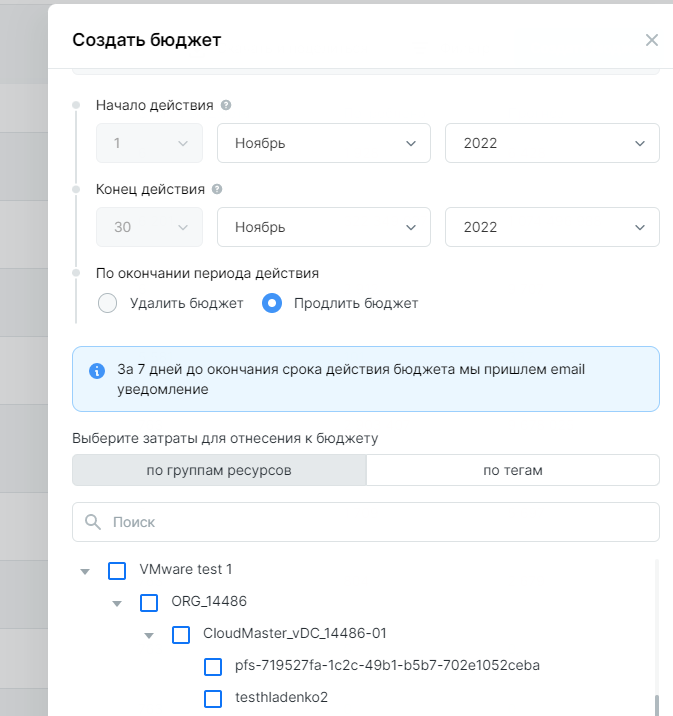 Создать бюджет
Начало действия
1 Ноябрь 2022
Конец действия
30 Ноябрь 2022
По окончании периода действия
Удалить бюджет Продлить бюджет
За 7 дней до окончания срока действия бюджета мы пришлем email
уведомление
Выберите затраты для отнесения к бюджету
по группам ресурсов по тегам
Поиск
VMware test 1
ORG_14486
CloudMaster_vDC_14486-01
pfs-719527fa-1c2c-49b1-b5b7-702e1052ceba
testhladenko2